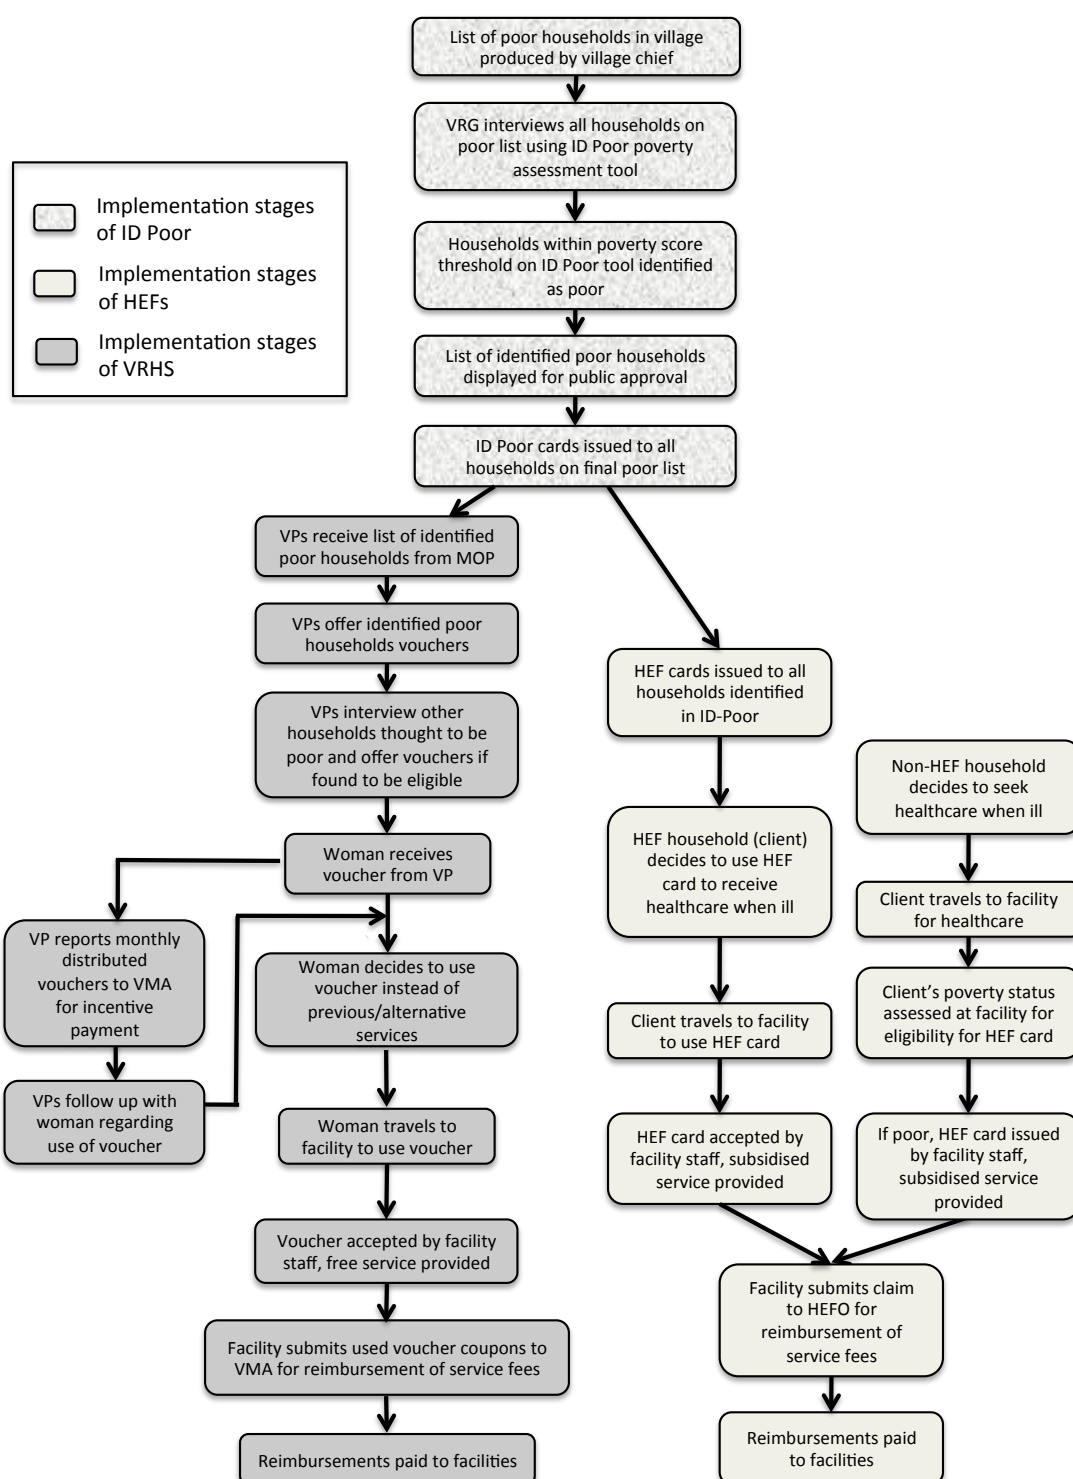 List of poor households in village
produced by village chief
VRG interviews all households on
poor list using ID Poor poverty
assessment tool
Implementation stages
of ID Poor
Implementation stages
of HEFs
Implementation stages
of VRHS
Households within poverty score
threshold on ID Poor tool identified
as poor
List of identified poor households
displayed for public approval
ID Poor cards issued to all
households on final poor list
VPs receive list of identified
poor households from MOP
VPs offer identified poor
households vouchers
VPs interview other
households thought to be
poor and offer vouchers if
found to be eligible
Woman receives
voucher from VP
VP reports monthly
distributed
vouchers to VMA
for incentive
payment
VPs follow up with
woman regarding
use of voucher
Woman decides to use
voucher instead of
previous/alternative
services
Woman travels to
facility to use voucher
Voucher accepted by facility
staff, free service provided
Facility submits used voucher coupons to
VMA for reimbursement of service fees
Reimbursements paid to facilities
HEF cards issued to all
households identified
in ID-Poor
HEF household (client)
decides to use HEF
card to receive
healthcare when ill
Client travels to facility
to use HEF card
HEF card accepted by
facility staff, subsidised
service provided
Non-HEF household
decides to seek
healthcare when ill
Client travels to facility
for healthcare
Client's poverty status
assessed at facility for
eligibility for HEF card
If poor, HEF card issued
by facility staff,
subsidised service
provided
Facility submits claim
to HEFO for
reimbursement of
service fees
Reimbursements paid
to facilities